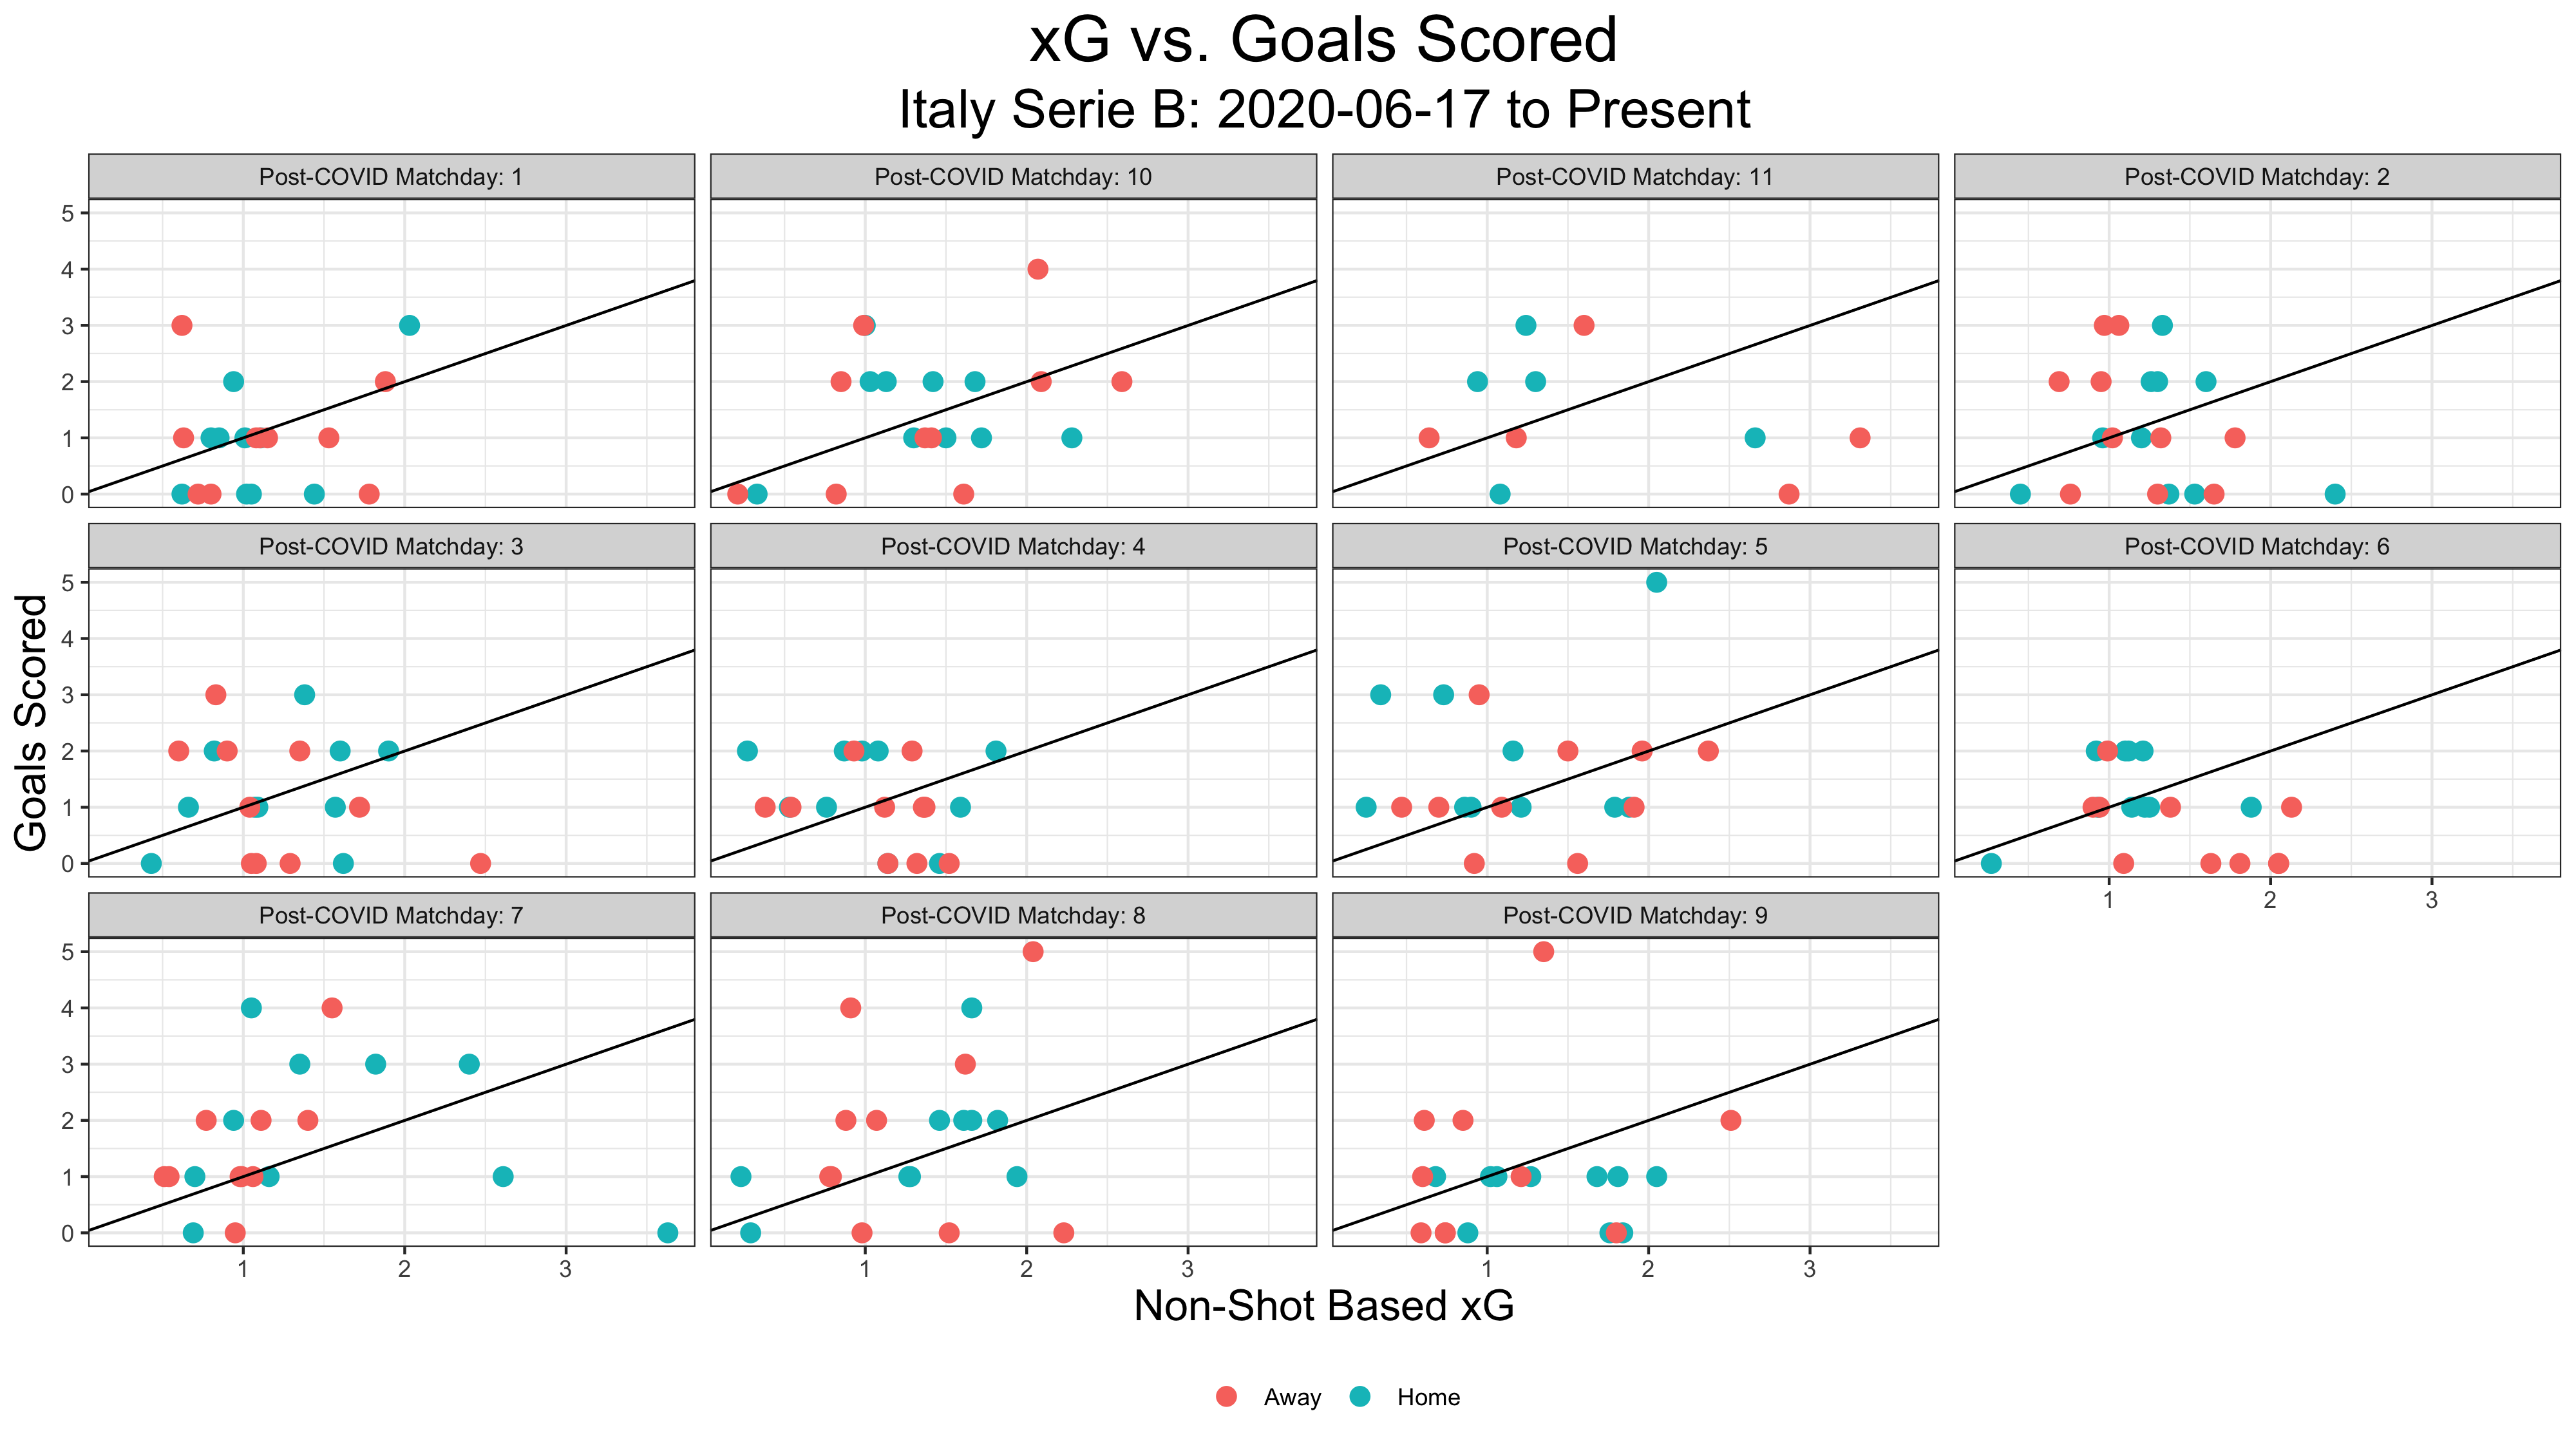 xG vs. Goals Scored
Italy Serie B: 2020-06-17 to Present
Post-COVID Matchday: 1
Post-COVID Matchday: 10
Post-COVID Matchday: 11
Post-COVID Matchday: 2
5
4
3
2
1
0
Post-COVID Matchday: 3
Post-COVID Matchday: 4
Post-COVID Matchday: 5
Post-COVID Matchday: 6
Goals Scored
5
4
3
2
1
0
1 2 3
Post-COVID Matchday: 7
Post-COVID Matchday: 8
Post-COVID Matchday: 9
5
4
3
2
1
0
1 2 3
1 2 3
1 2 3
Non-Shot Based xG
Away Home